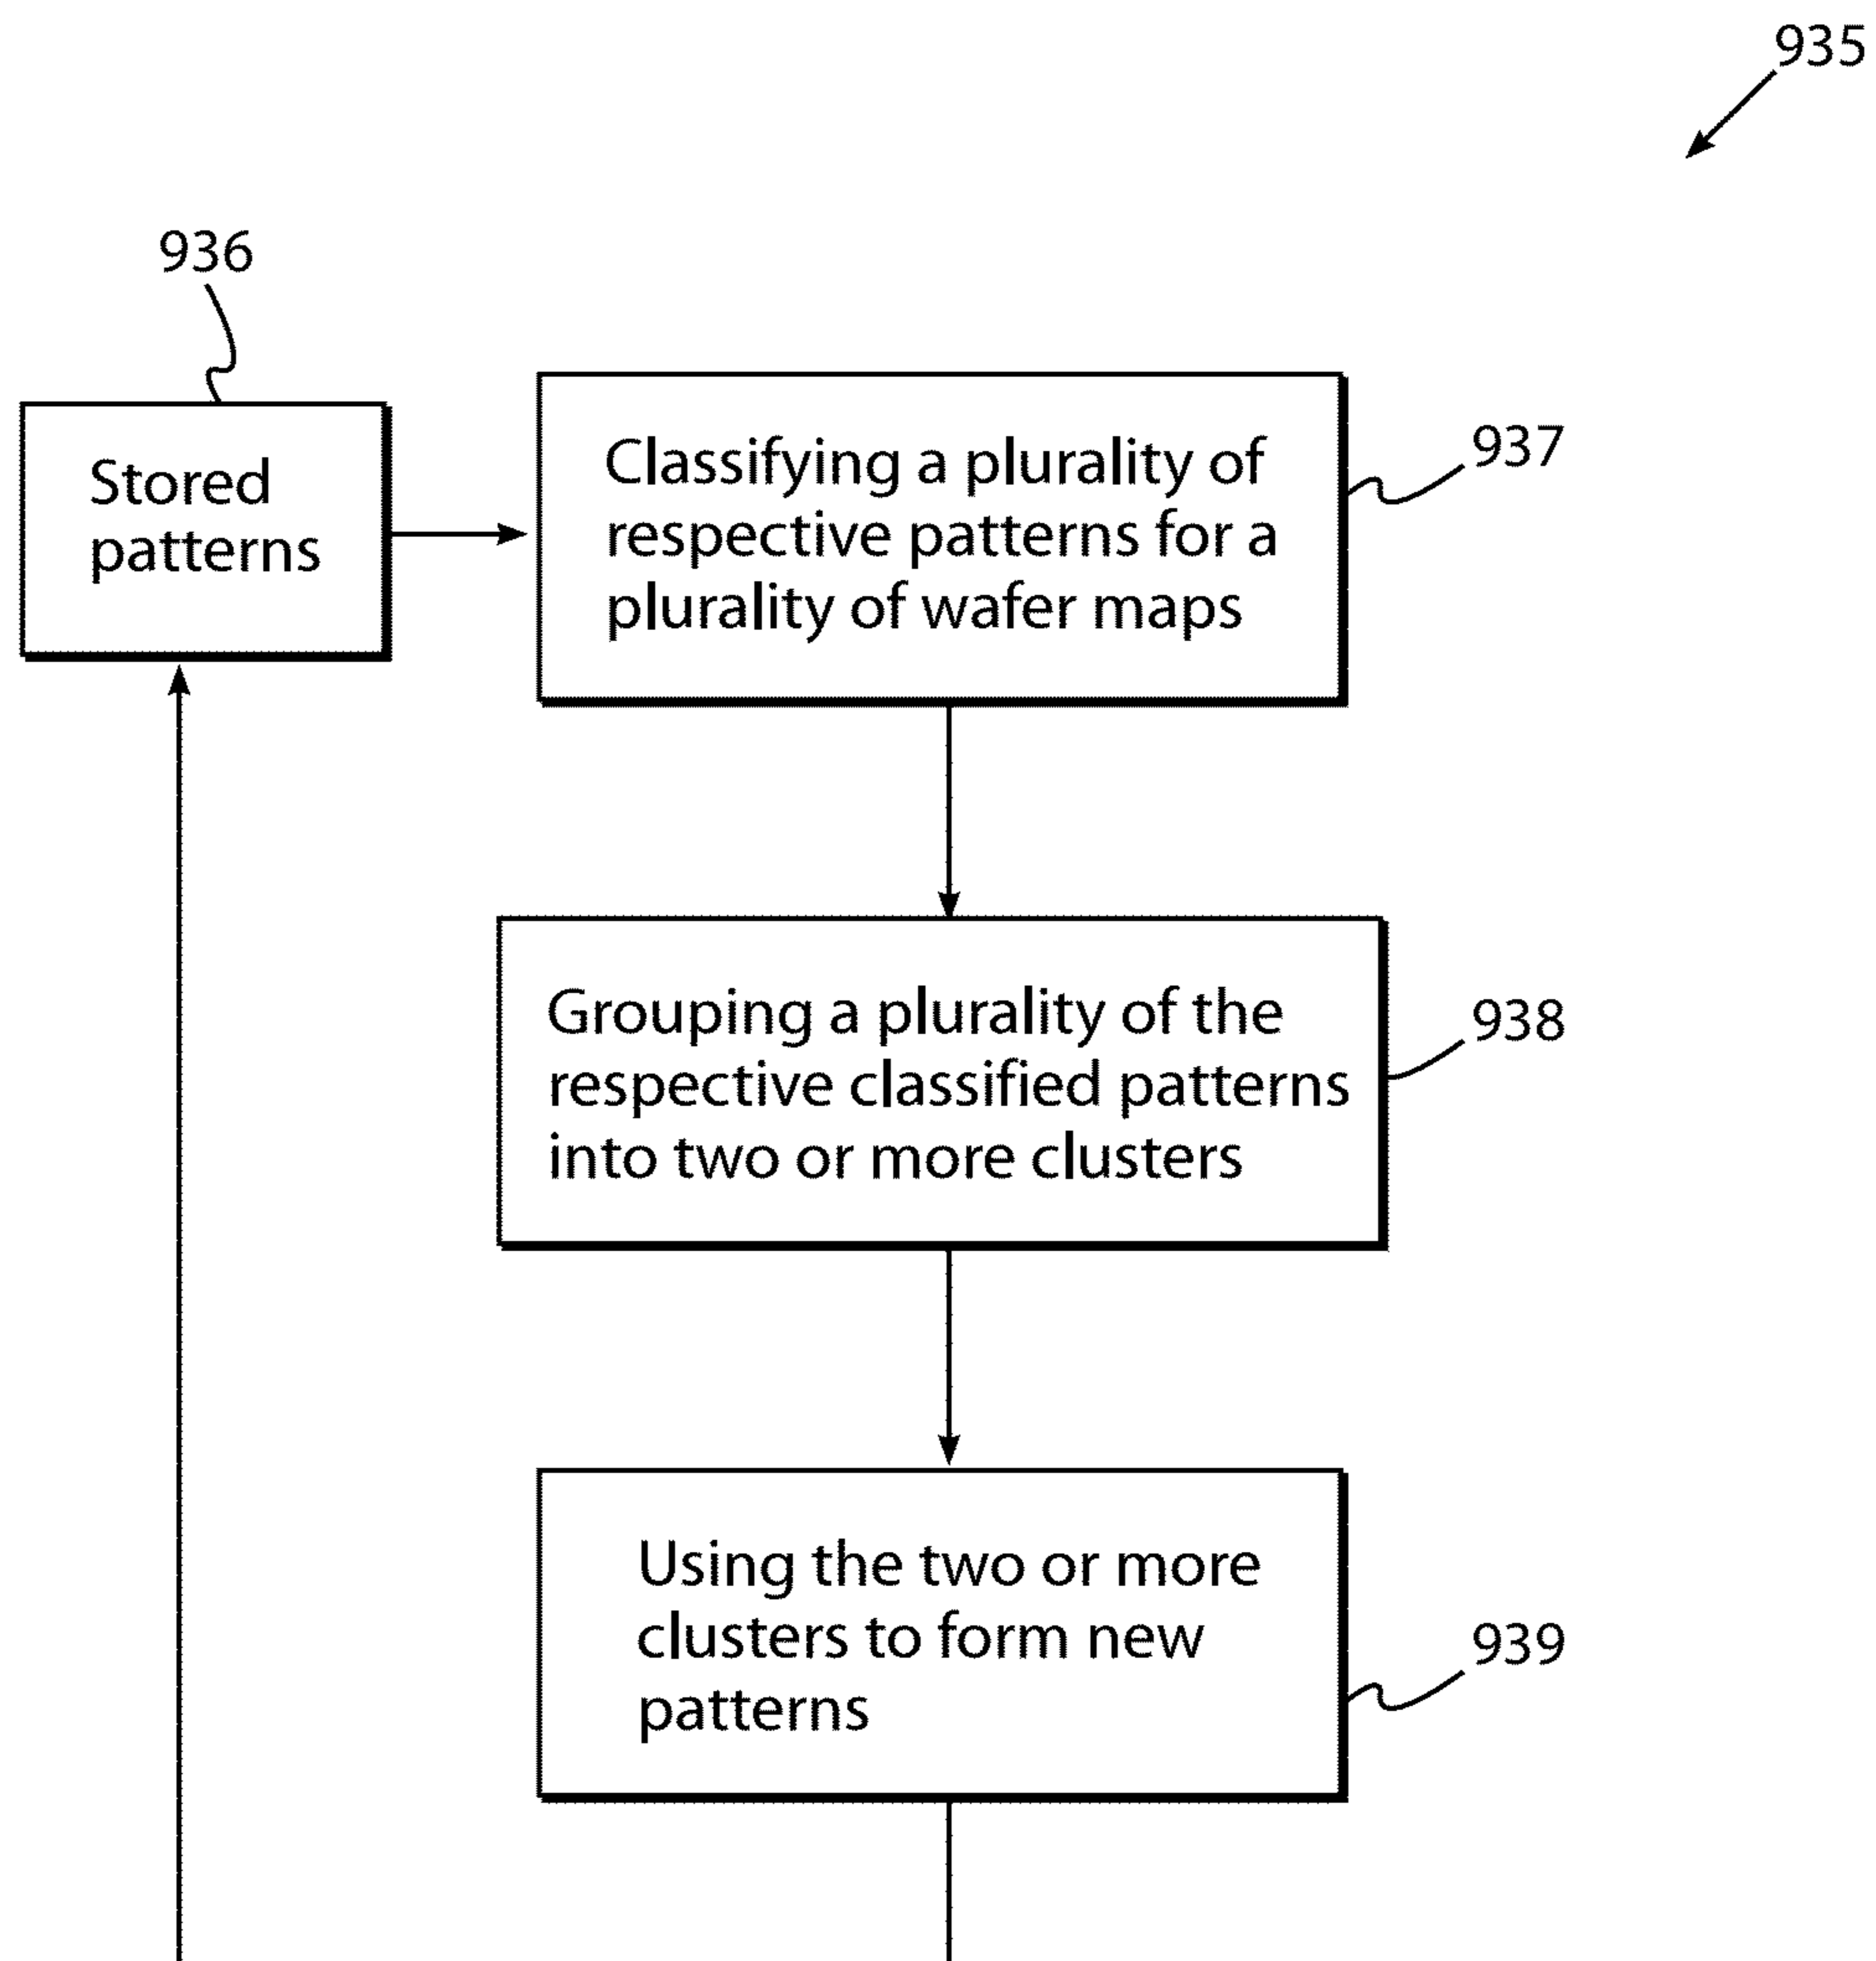 935
936
Stored
patterns
Classifying a plurality of
respective patterns for a
plurality of wafer maps
937
Grouping a plurality of the
respective classified patterns
into two or more clusters
938
Using the two or more
clusters to form new
patterns
939